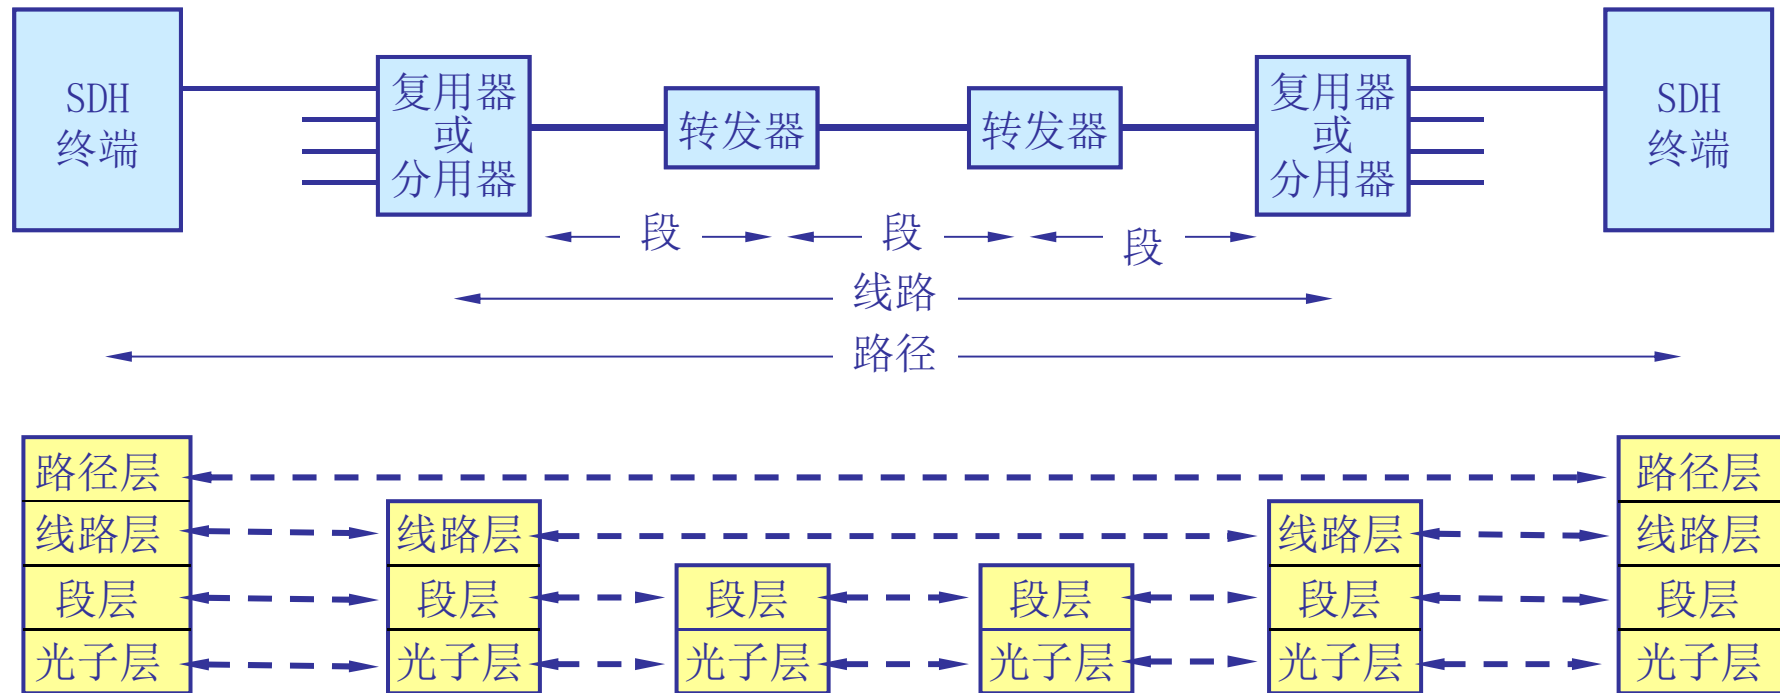 SDH
终端
复用器
或
分用器
转发器
转发器
复用器
或
分用器
SDH
终端
段
段
段
线路
路径
路径层
线路层
段层
光子层
线路层
段层
光子层
段层
光子层
段层
光子层
线路层
段层
光子层
路径层
线路层
段层
光子层